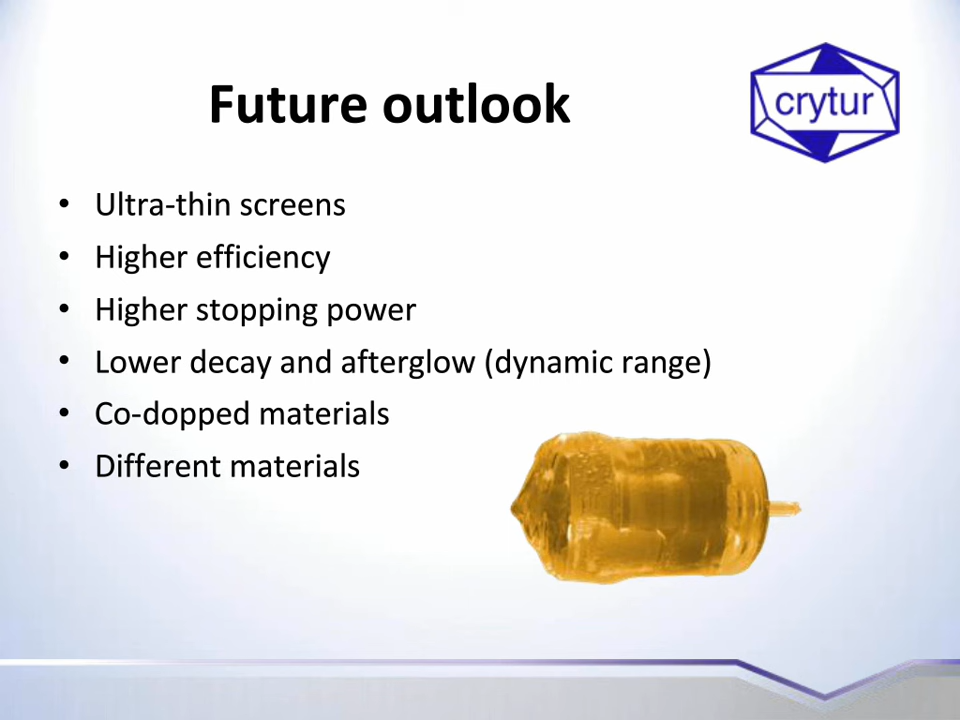 Future outlook
crytur
• Ultra-thin screens
• Higher efficiency
• Higher stopping power
• Lower decay and afterglow (dynamic range)
• Co-dopped materials
• Different materials